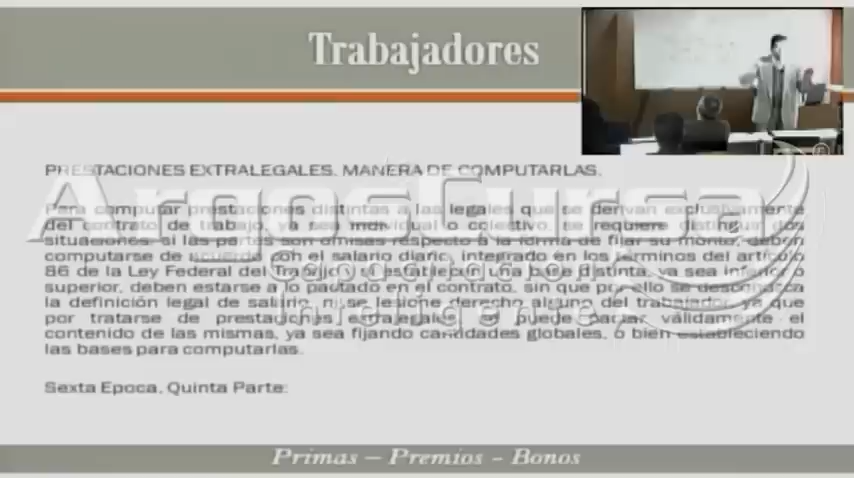 Trabajadores
PRESTACIONES EXTRALEGALES. MANERA DE COMPUTARLAS.
ArgosCursa
Para computar prestaciones distintas a las legales que se derivan exclusivamente
del contrato de trabajo, ya sea individual o colectivo, se requiere distinguir dos
situaciones: si las partes son omisas respecto a la forma de fijar su monto, deben
computarse de acuerdo con el salario diario, integrado en los términos del artículo
86 de la Ley Federal del Trabajo; si establecen una base distinta, ya sea inferior o
superior, deben estarse a lo pactado en el contrato, sin que por ello se desconozca
la definición legal de salario, ni se lesione derecho alguno del trabajador, ya que
por tratarse de prestaciones extralegales se puede pactar válidamente el
contenido de las mismas, ya sea fijando cantidades globales, o bien estableciendo
las bases para computarlas.
Capacitación
Inteligente
Sexta Epoca, Quinta Parte:
Primas – Premios - Bonos